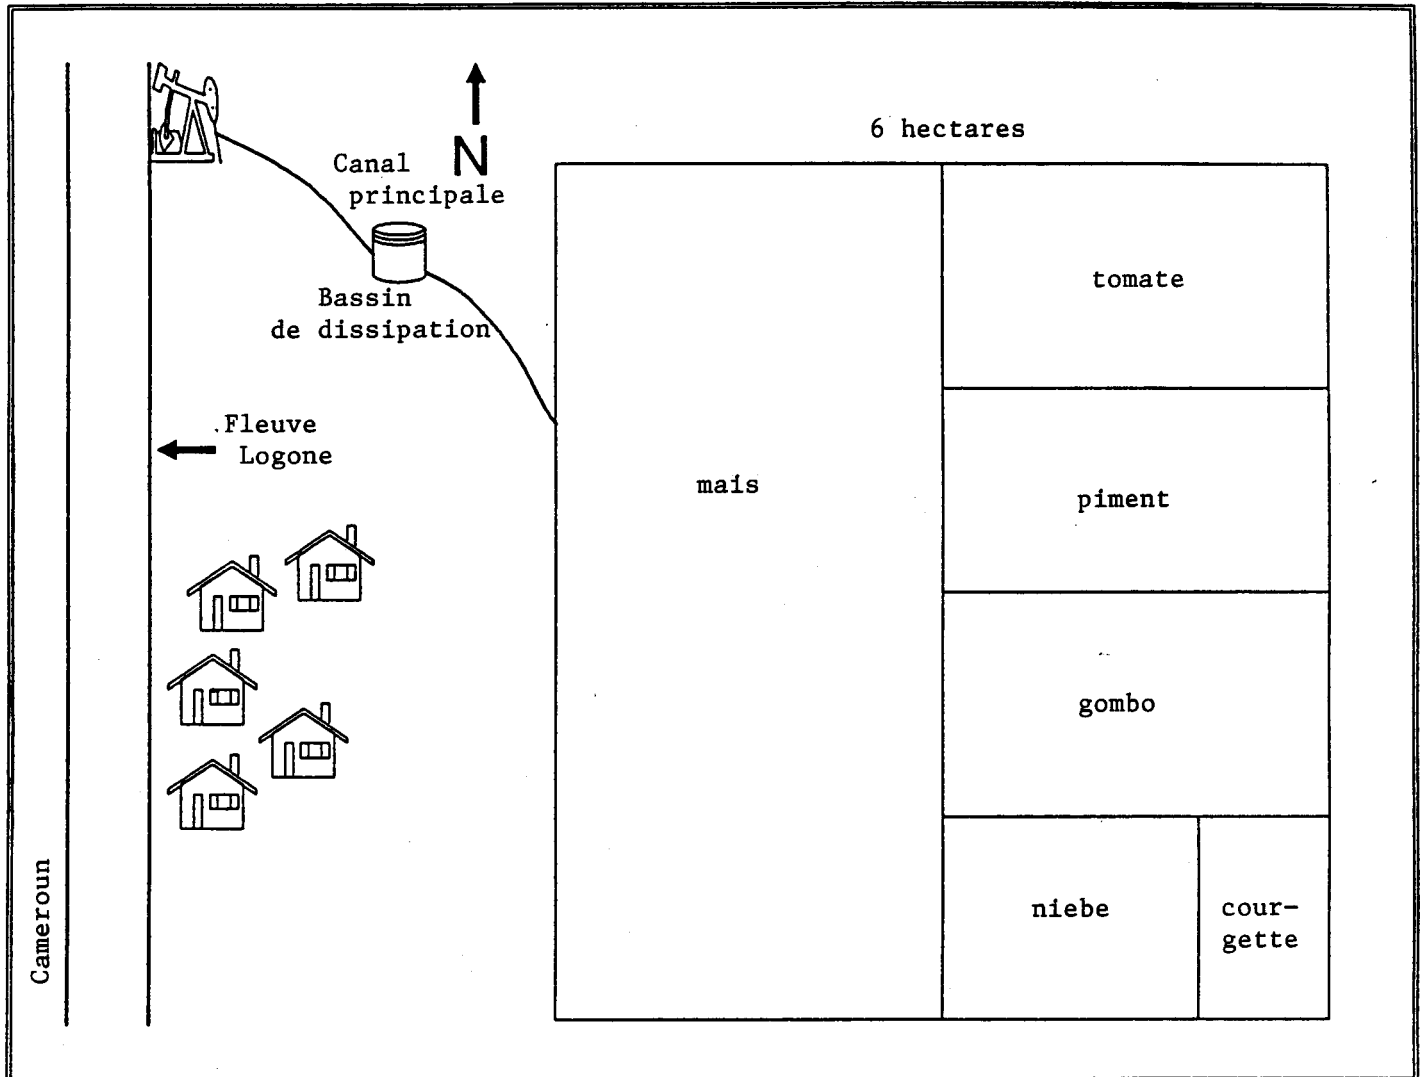 6 hectares
N
Canal
principale
Bassin
de dissipation
Fleuve
Logone
Cameroun
mais
tomate
piment
gombo
niebe
cour-
gette